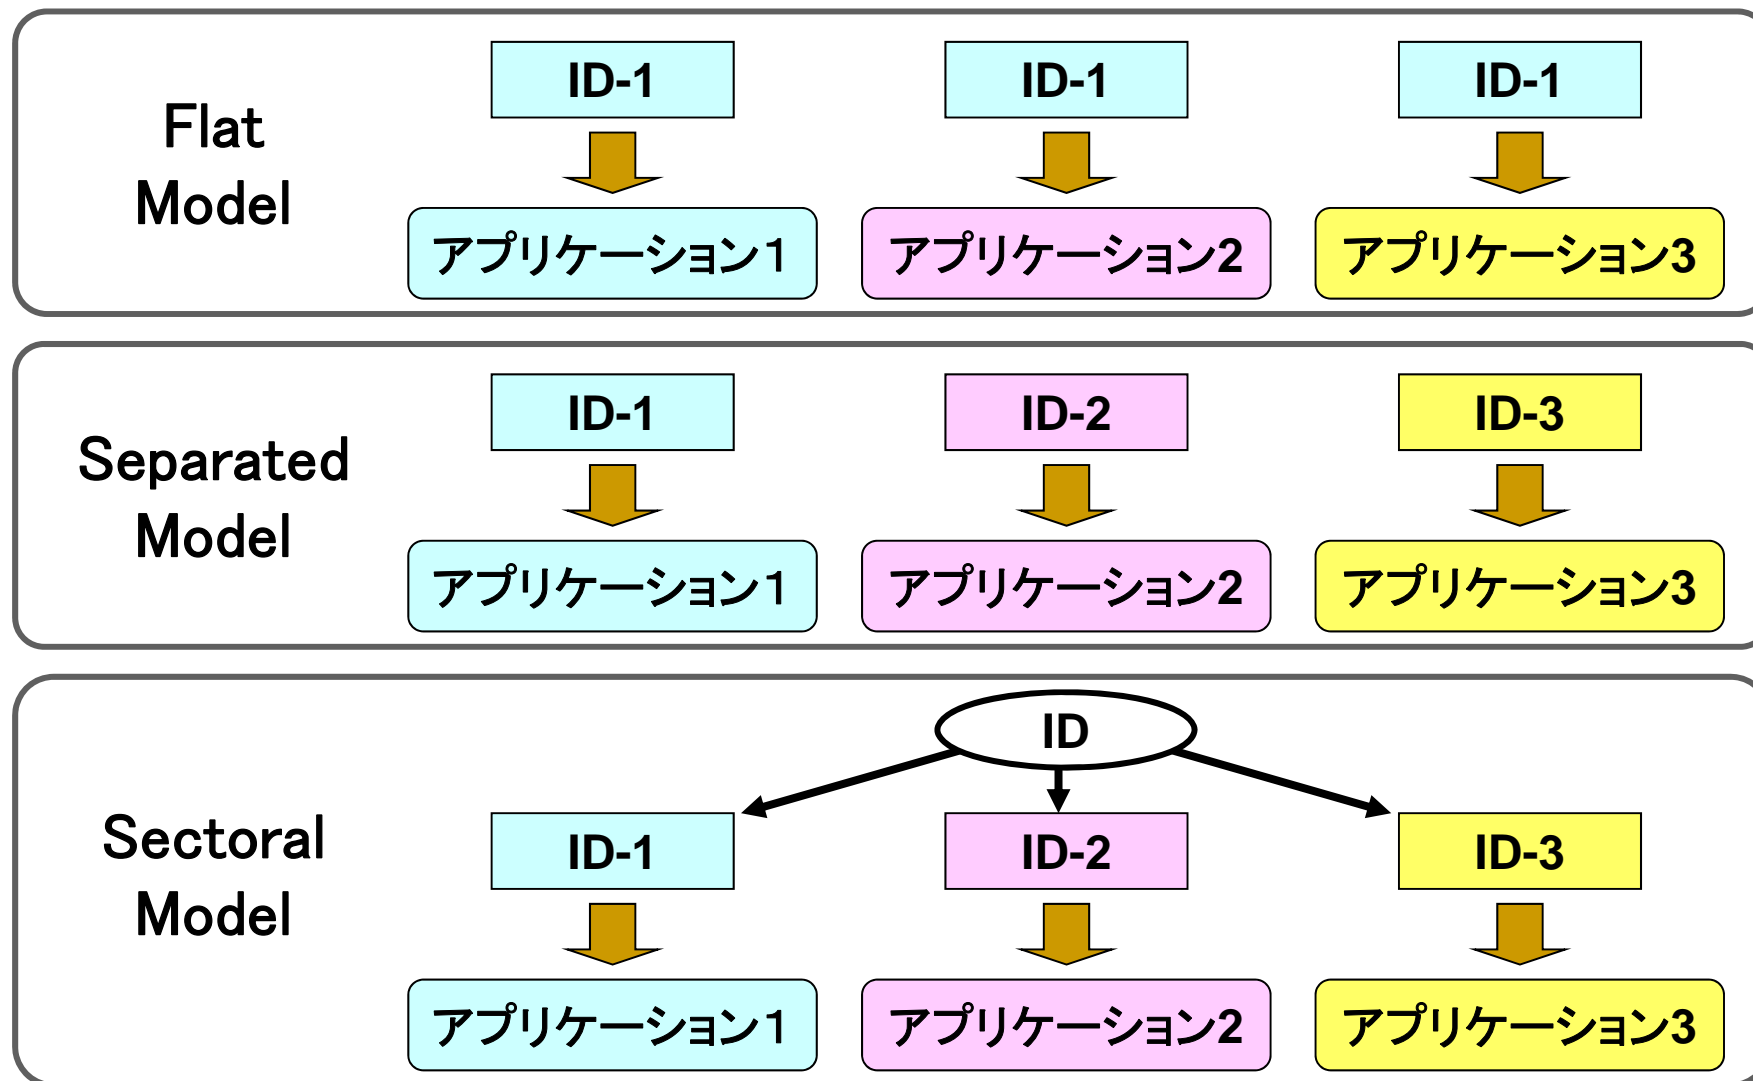 Flat
Model
ID-1
ID-1
ID-1
アプリケーション1
アプリケーション2
アプリケーション3
Separated
Model
ID-1
ID-2
ID-3
アプリケーション1
アプリケーション2
アプリケーション3
Sectoral
Model
ID
ID-1
ID-2
ID-3
アプリケーション1
アプリケーション2
アプリケーション3